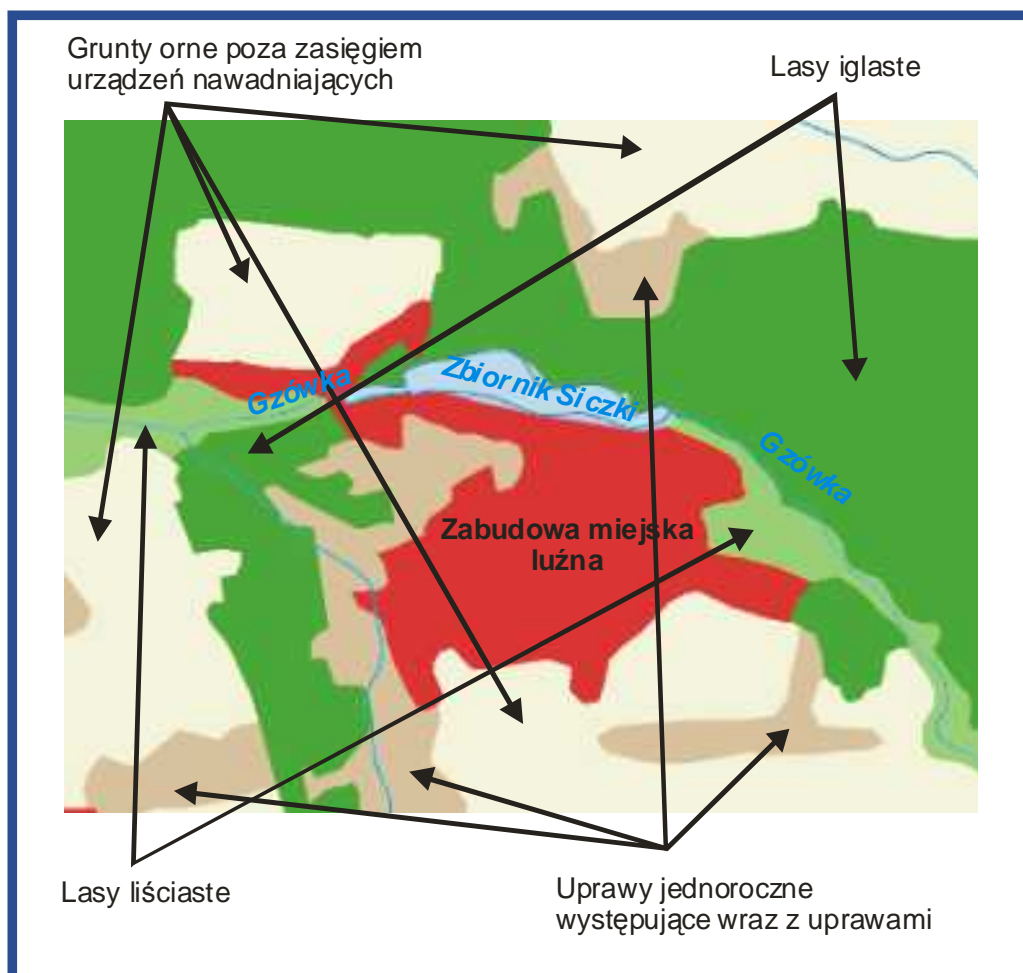 Grunty orne poza zasięgiem
urządzeń nawadniających
Lasy iglaste
Gzówka
Zbiornik Siczki
Gzówka
Zabudowa miejska
luźna
Lasy liściaste
Uprawy jednoroczne
występujące wraz z uprawami